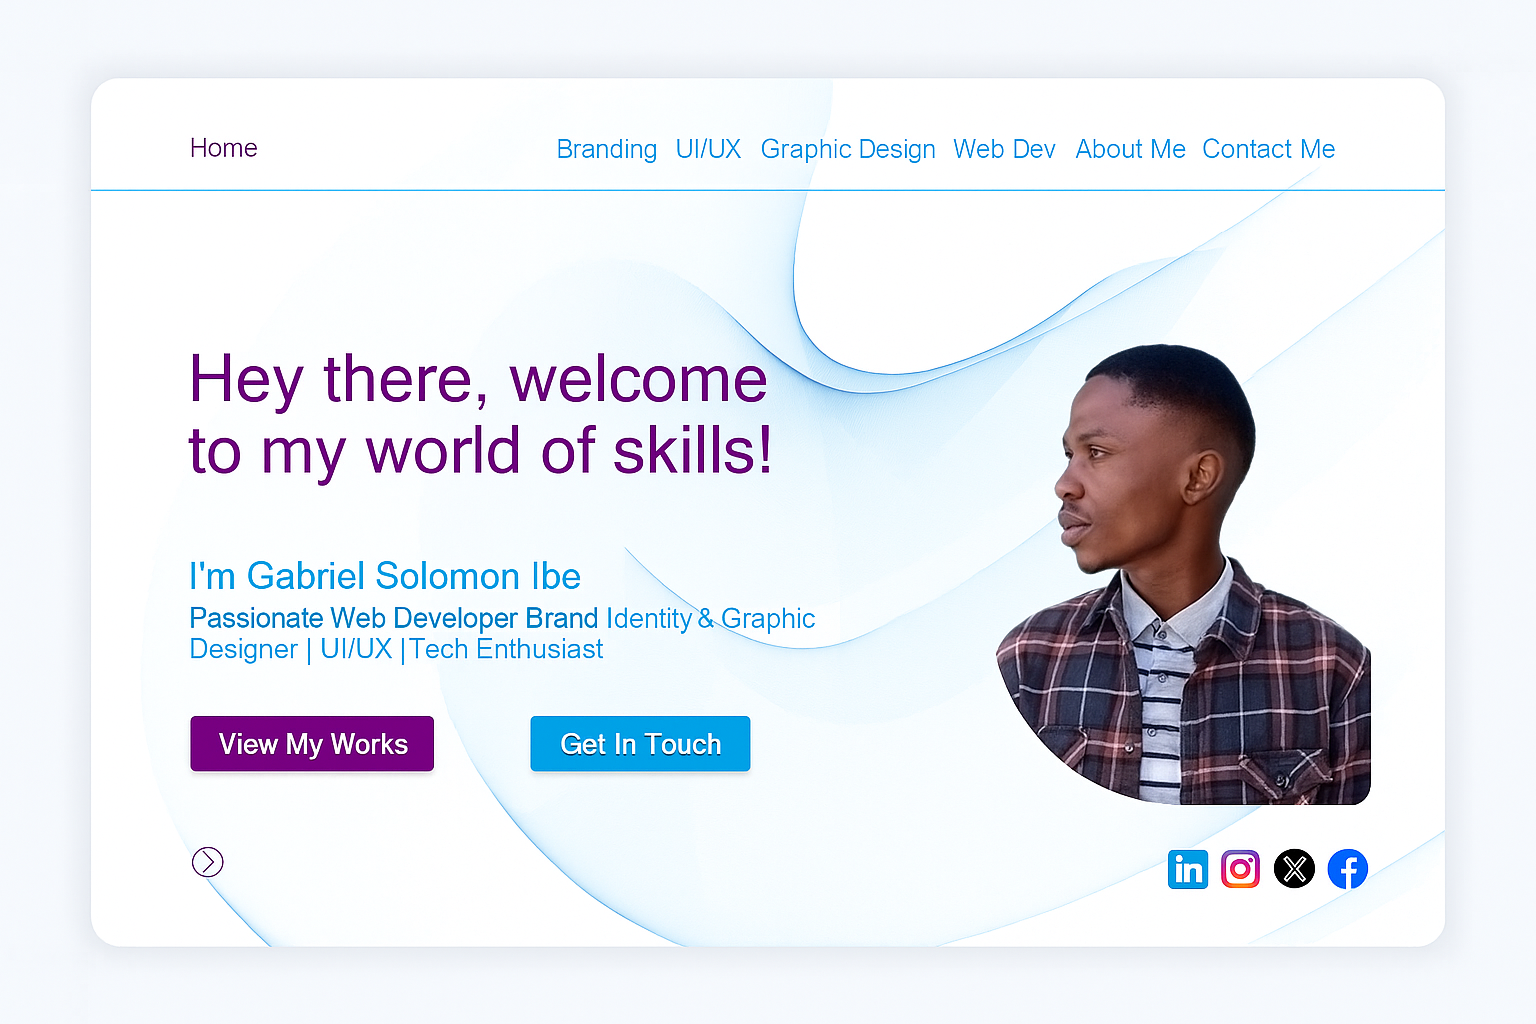 Home
Branding UI/UX Graphic Design Web Dev About Me Contact Me
Hey there, welcome
to my world of skills!
I'm Gabriel Solomon Ibe
Passionate Web Developer Brand Identity & Graphic
Designer | UI/UX |Tech Enthusiast
View My Works
Get In Touch
in
X
f